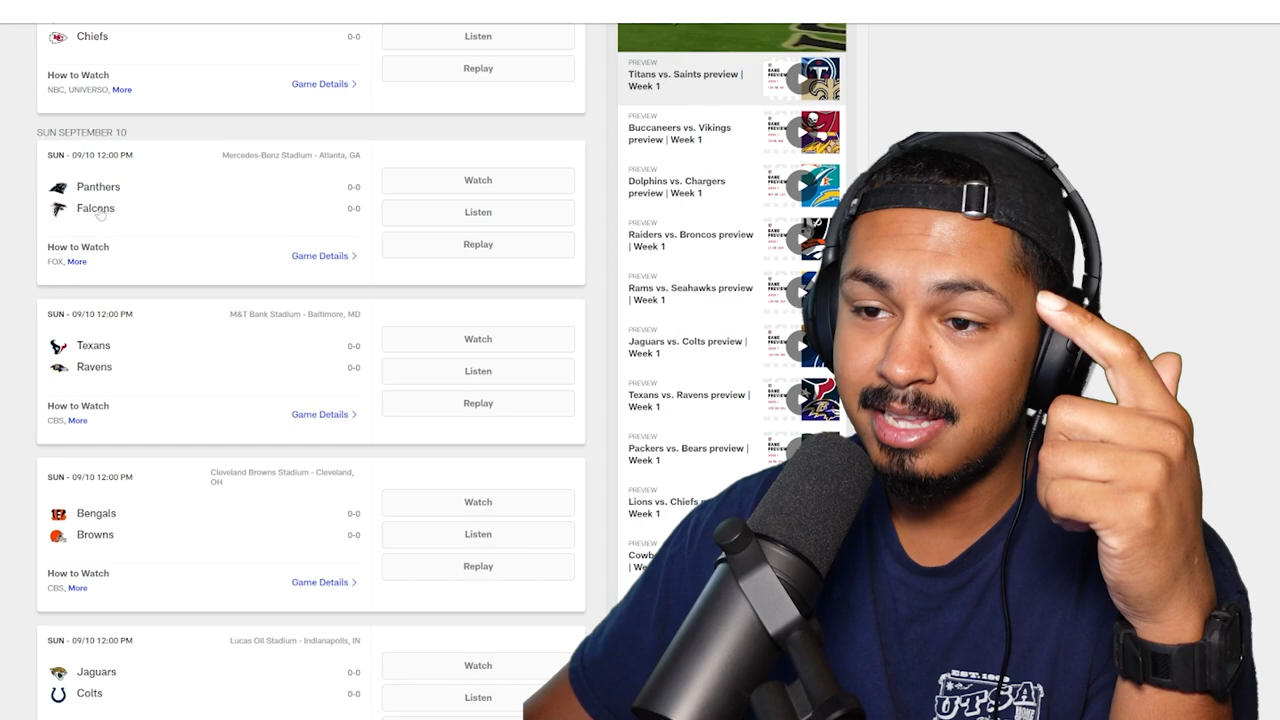 Chiefs
0-0
Listen
Replay
How to Watch
NBC, UNIVERSO, More
Game Details
SUN SEPTEMBER 10
SUN - 09/10 12:00 PM
Mercedes-Benz Stadium - Atlanta, GA
Panthers
0-0
Falcons
0-0
Watch
Listen
Replay
How to Watch
FOX, More
Game Details
SUN - 09/10 12:00 PM
M&T Bank Stadium - Baltimore, MD
Texans
0-0
Ravens
0-0
Watch
Listen
Replay
How to Watch
CBS, More
Game Details
SUN - 09/10 12:00 PM
Cleveland Browns Stadium - Cleveland,
OH
Bengals
0-0
Browns
0-0
Watch
Listen
Replay
How to Watch
CBS, More
Game Details
SUN - 09/10 12:00 PM
Lucas Oil Stadium - Indianapolis, IN
Jaguars
0-0
Colts
0-0
Watch
Listen
PREVIEW
Titans vs. Saints preview |
Week 1
PREVIEW
Buccaneers vs. Vikings
preview | Week 1
PREVIEW
Dolphins vs. Chargers
preview | Week 1
PREVIEW
Raiders vs. Broncos preview
| Week 1
PREVIEW
Rams vs. Seahawks preview
| Week 1
PREVIEW
Jaguars vs. Colts preview |
Week 1
PREVIEW
Texans vs. Ravens preview |
Week 1
PREVIEW
Packers vs. Bears preview |
Week 1
PREVIEW
Lions vs. Chiefs
Week 1
PREVIEW
UTSA